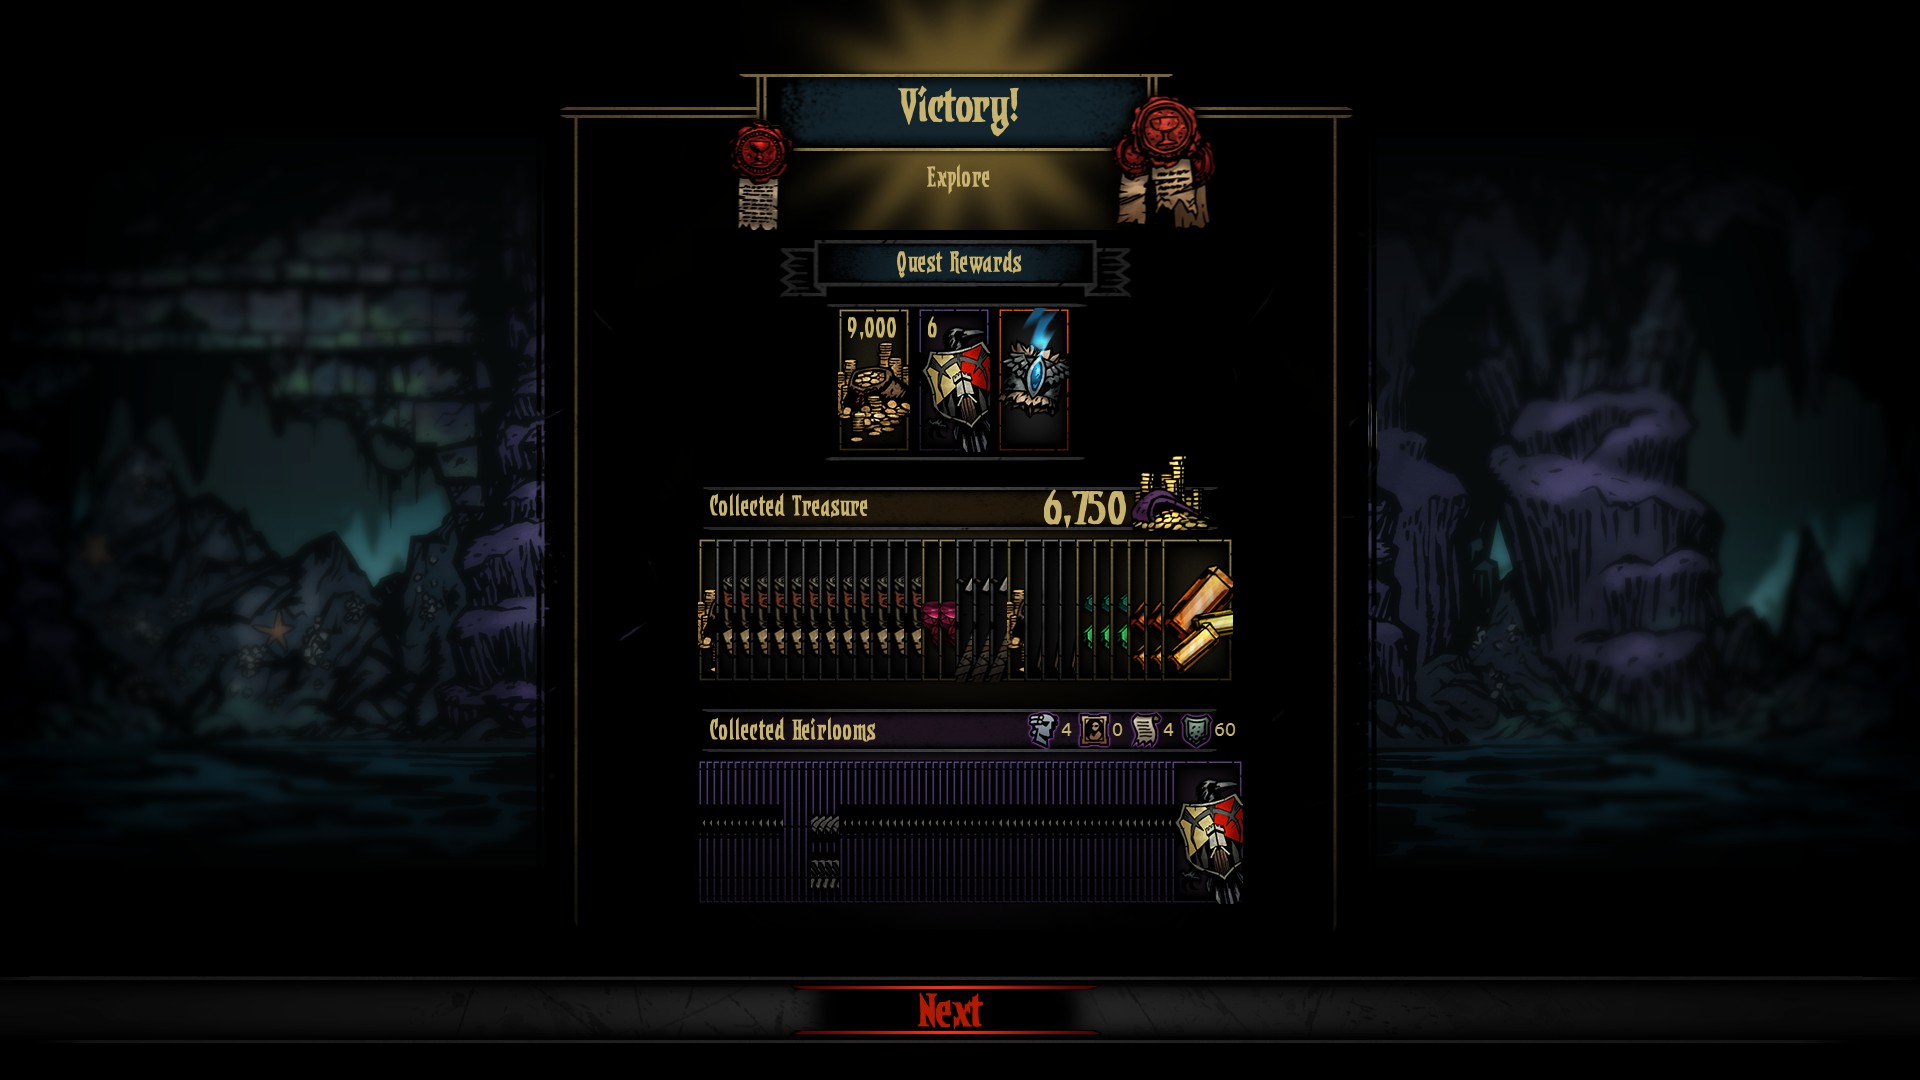 Victory!
Explore
Quest Rewards
9,000
6
Collected Treasure
6,750
Collected Heirlooms
4
0
4
60
Next